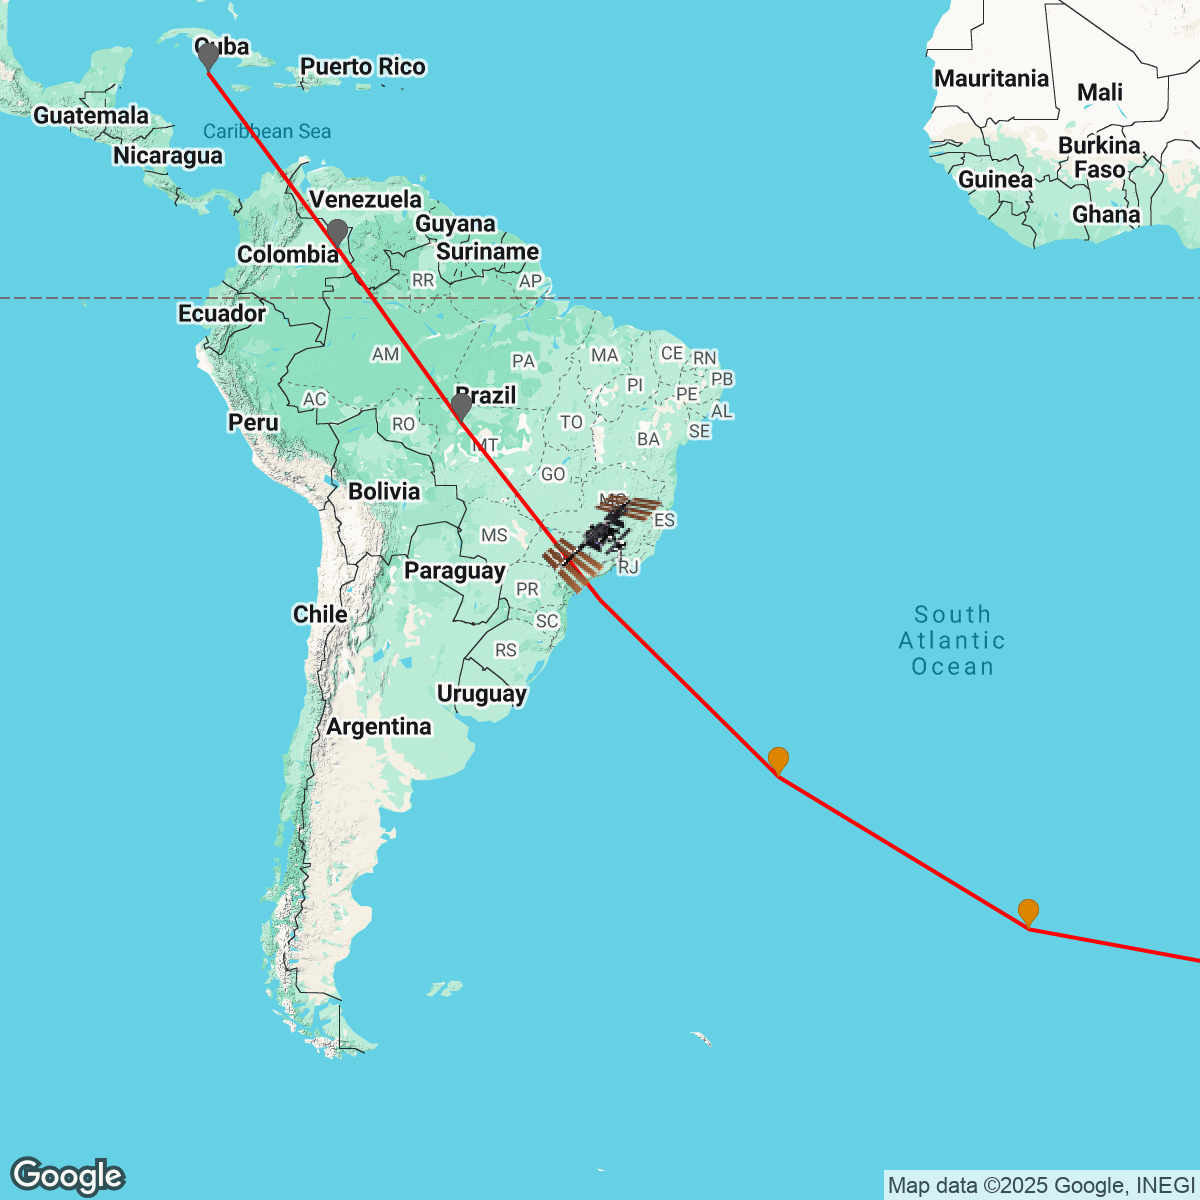 Cuba
Puerto Rico
Mauritania
Mali
Guatemala
Caribbean Sea
Nicaragua
Burkina
Faso
Guinea
Venezuela
Ghana
Guyana
Colombia
Suriname
RR
AP
Ecuador
AM
PA
MA
CE
RN
PI
PB
Brazil
PE
AC
AL
Peru
RO
TO
SE
MT
BA
GO
Bolivia
MG
ES
MS
Paraguay
RJ
PR
Chile
SC
South
Atlantic
Ocean
RS
Uruguay
Argentina
Google
Map data ©2025 Google, INEGI